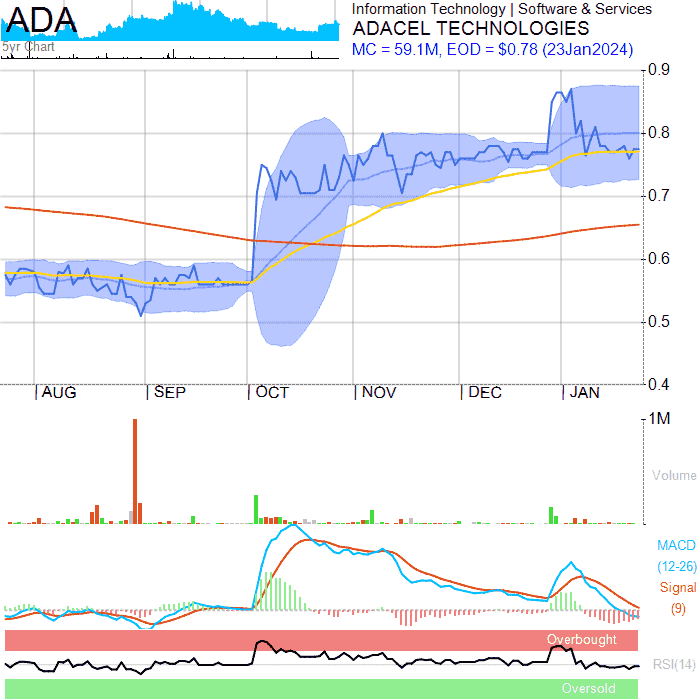 ADA
5yr Chart
Information Technology | Software & Services
ADACEL TECHNOLOGIES
MC = 59.1M, EOD = $0.78 (23Jan2024)
0.9
0.8
0.7
0.6
0.5
0.4
AUG SEP OCT NOV DEC JAN
1M
Volume
MACD
(12-26)
Signal
(9)
Overbought
RSI(14)
Oversold